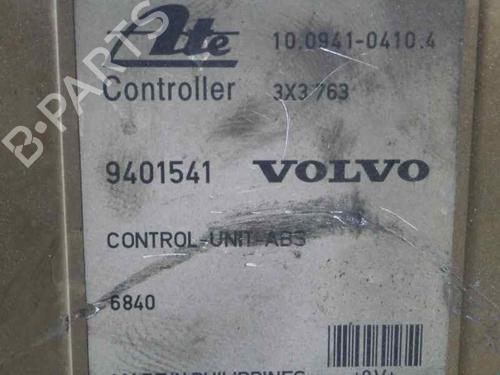 Ate 10.0941-0410.4
Controller 3X3 763
9401541 VOLVO
CONTROL-UNIT-ABS
6840
B-PARTS